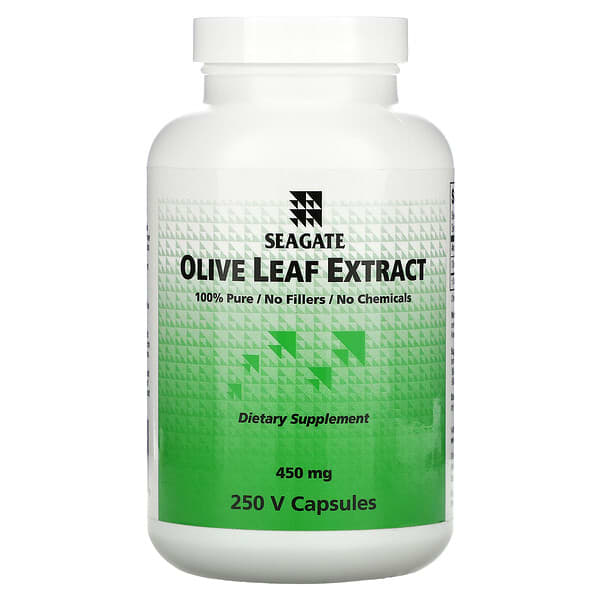 SEAGATE
OLIVE LEAF EXTRACT
100% Pure / No Fillers / No Chemicals
Dietary Supplement
450 mg
250 V Capsules